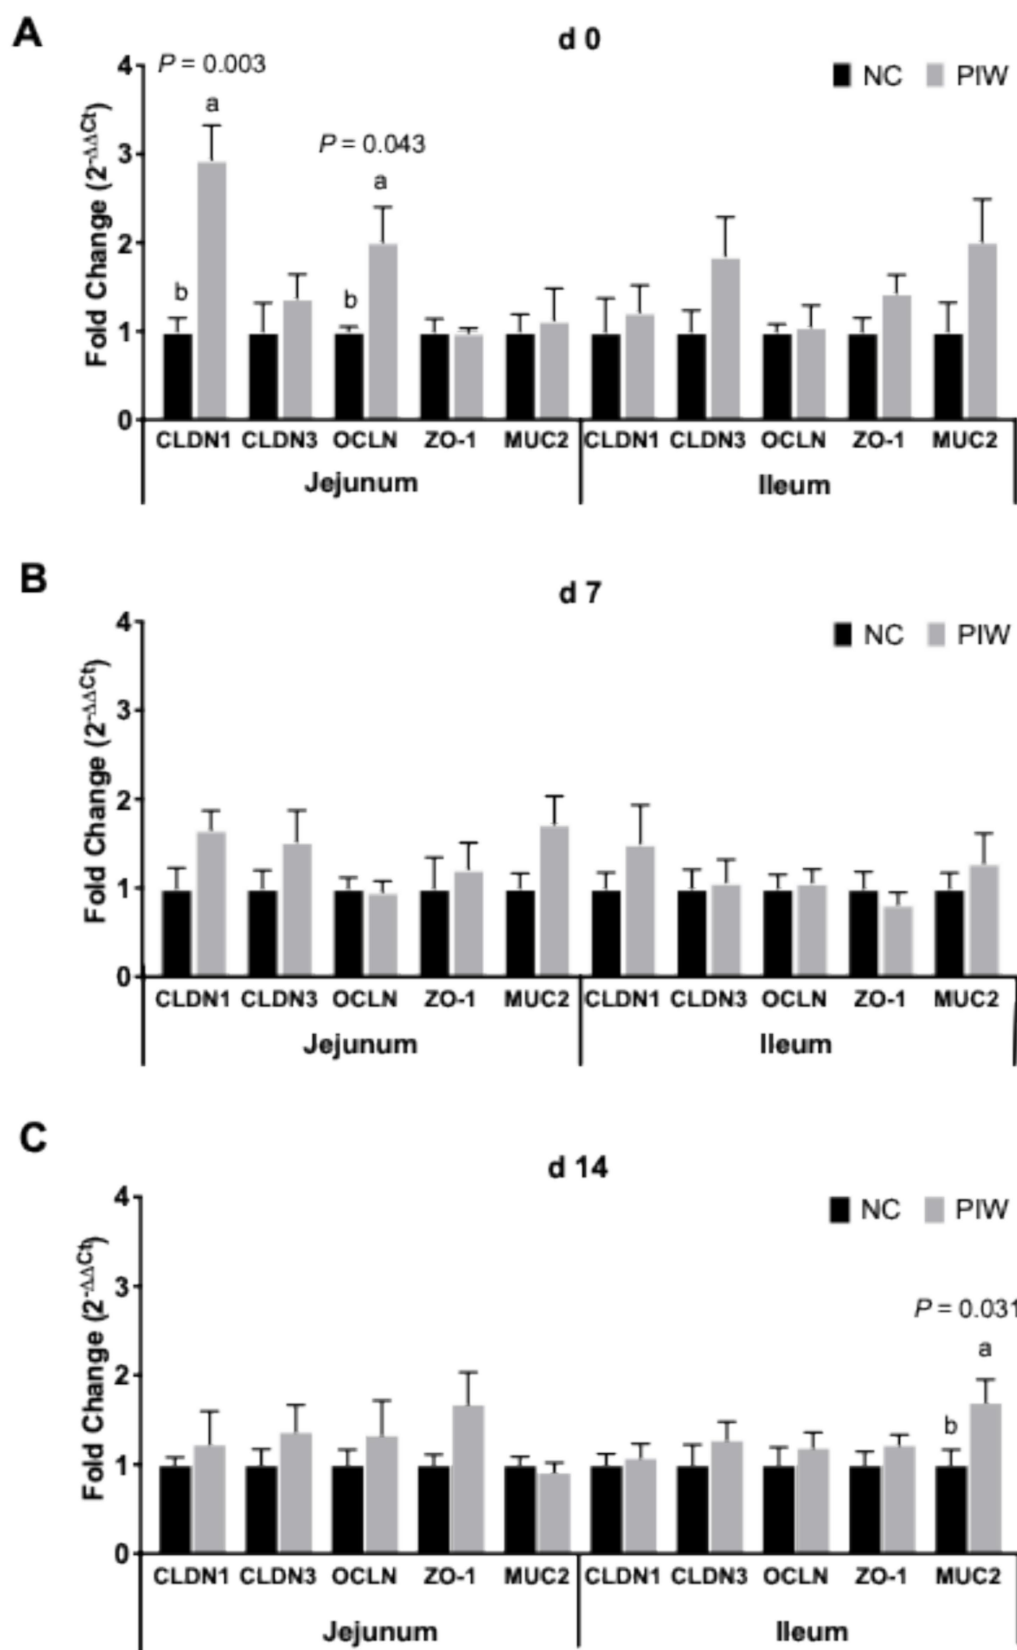 A
d 0
P = 0.003
NC PIW
a
P = 0.043
a
b
b
Fold Change (2-ΔΔCt)
4
3
2
1
0
CLDN1 CLDN3 OCLN ZO-1 MUC2 CLDN1 CLDN3 OCLN ZO-1 MUC2
Jejunum Ileum
B
d 7
NC PIW
Fold Change (2-ΔΔCt)
4
3
2
1
0
CLDN1 CLDN3 OCLN ZO-1 MUC2 CLDN1 CLDN3 OCLN ZO-1 MUC2
Jejunum Ileum
C
d 14
NC PIW
P = 0.031
a
b
Fold Change (2-ΔΔCt)
4
3
2
1
0
CLDN1 CLDN3 OCLN ZO-1 MUC2 CLDN1 CLDN3 OCLN ZO-1 MUC2
Jejunum Ileum